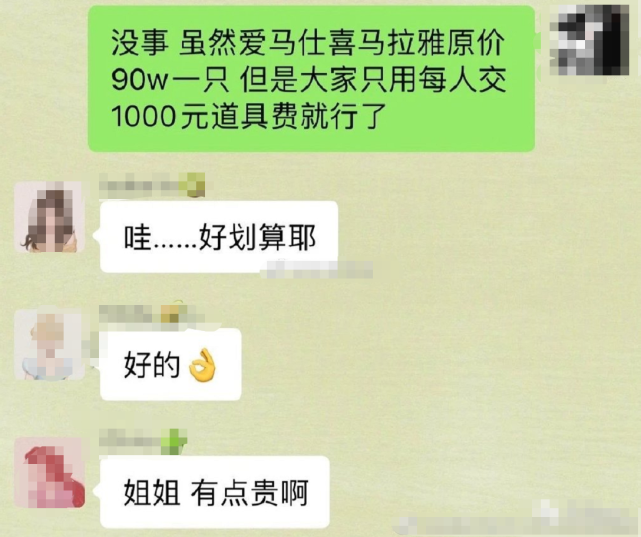 没事 虽然爱马仕喜马拉雅原价
90w一只 但是大家只用每人交
1000元道具费就行了
哇……好划算耶
好的👌
姐姐 有点贵啊